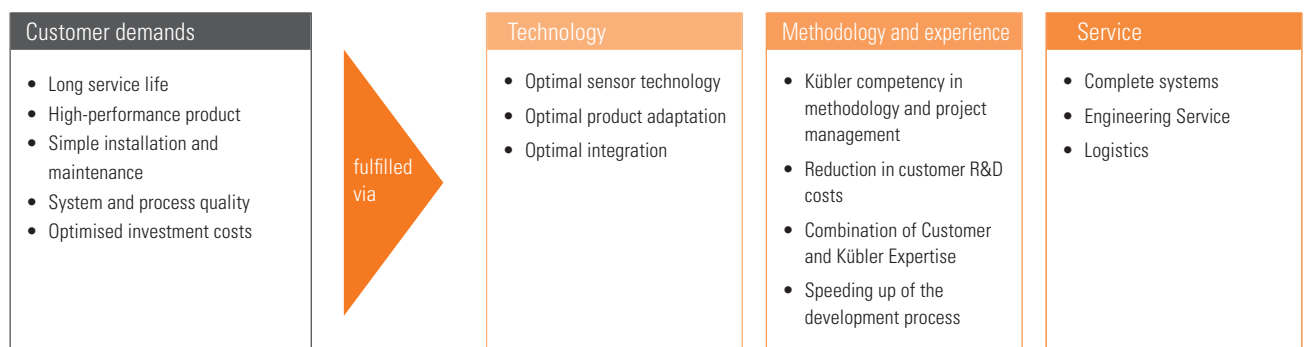 Customer demands
• Long service life
• High-performance product
• Simple installation and
maintenance
• System and process quality
• Optimised investment costs
fulfilled
via
Technology
• Optimal sensor technology
• Optimal product adaptation
• Optimal integration
Methodology and experience
• Kübler competency in
methodology and project
management
• Reduction in customer R&D
costs
• Combination of Customer
and Kübler Expertise
• Speeding up of the
development process
Service
• Complete systems
• Engineering Service
• Logistics